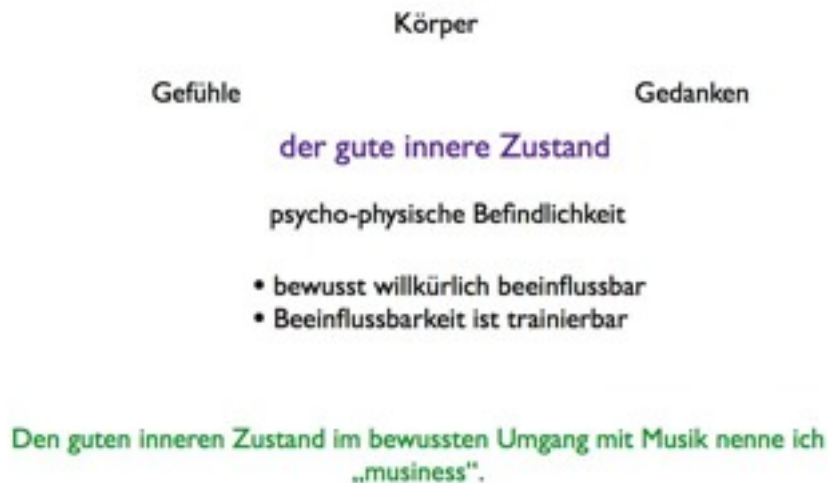 Körper
Gefühle Gedanken
der gute innere Zustand
psycho-physische Befindlichkeit
• bewusst willkürlich beeinflussbar
• Beeinflussbarkeit ist trainierbar
Den guten inneren Zustand im bewussten Umgang mit Musik nenne ich
„musiness“.